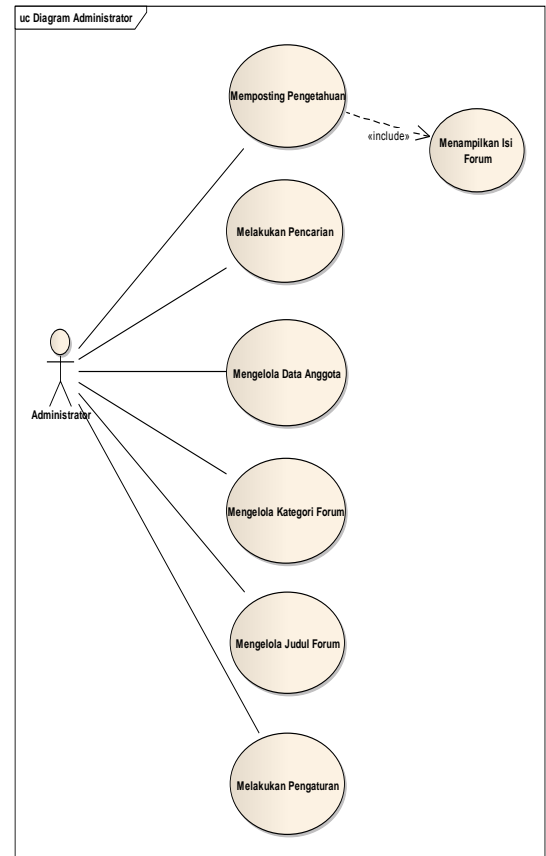 uc Diagram Administrator
Memposting Pengetahuan
«include»
Menampilkan Isi
Forum
Melakukan Pencarian
Administrator
Mengelola Data Anggota
Mengelola Kategori Forum
Mengelola Judul Forum
Melakukan Pengaturan